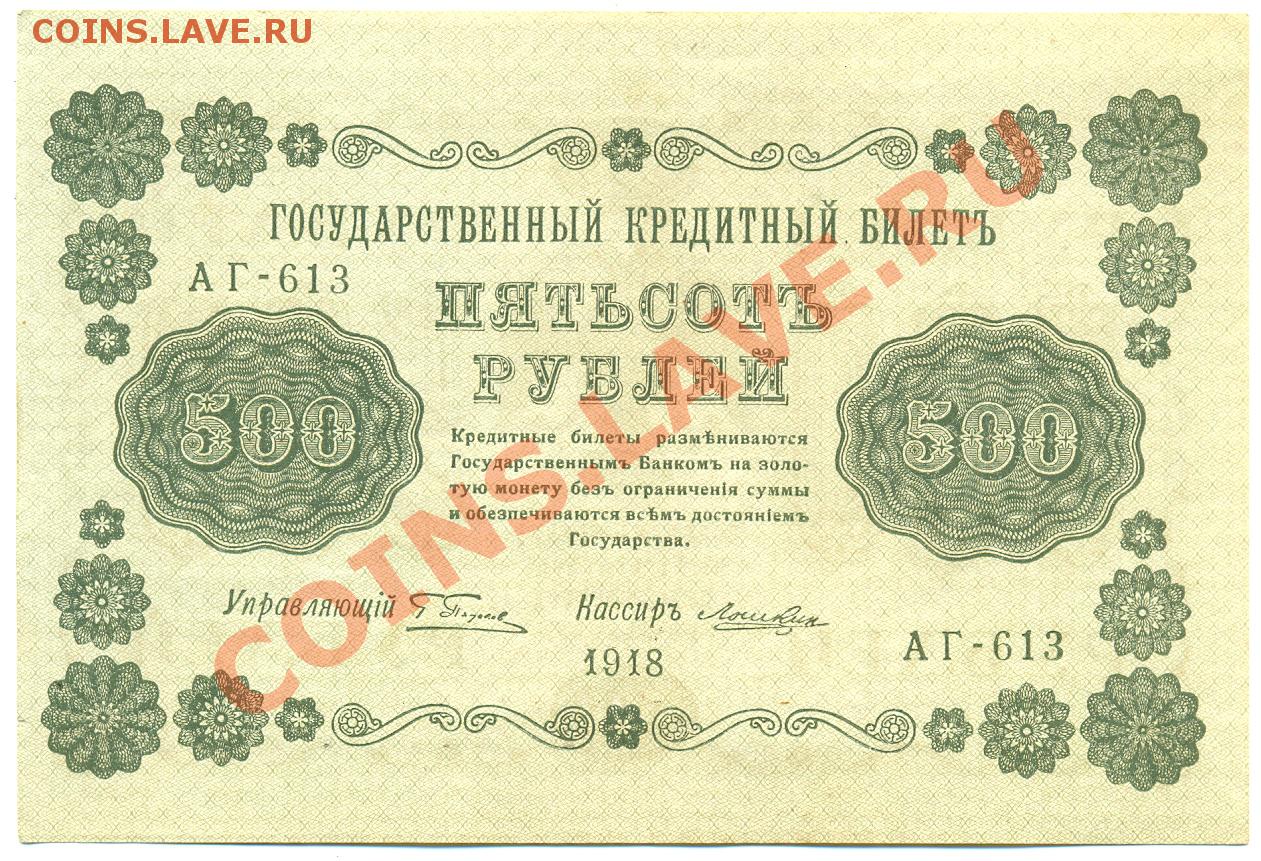 COINS.LAVE.RU
ГОСУДАРСТВЕННЫЙ КРЕДИТНЫЙ БИЛЕТЪ
АГ-613
ПЯТЬСОТЪ
РУБЛЕЙ
500
500
Кредитные билеты размѣниваются
Государственнымъ Банкомъ на золо-
тую монету безъ ограниченія суммы
и обезпечиваются всѣмъ достояніемъ
Государства.
Управляющій
Кассиръ Лошкин
1918
АГ-613
COINS.LAVE.RU